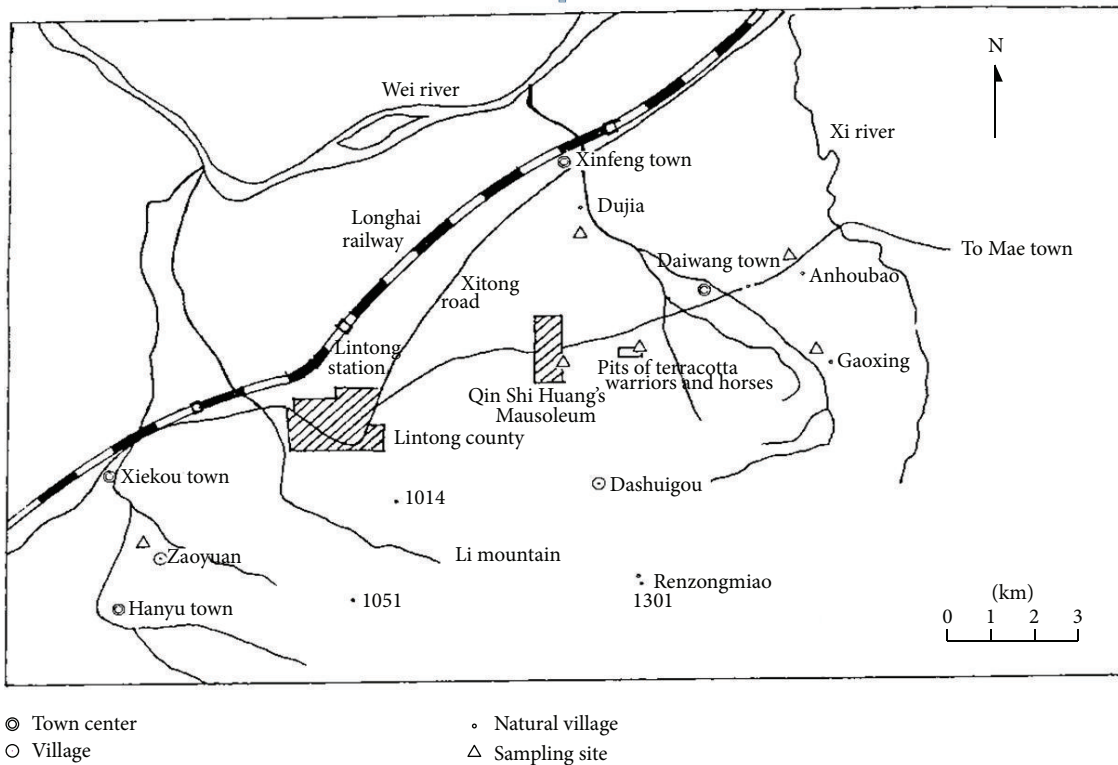 N
Wei river
Xi river
Xinfeng town
Dujia
Longhai
railway
To Mae town
Daiwang town
Anhoubao
Xitong
road
Lintong
station
Pits of terracotta
warriors and horses
Gaoxing
Qin Shi Huang's
Mausoleum
Lintong county
Xiekou town
Dashuigou
1014
Li mountain
Zaoyuan
Renzongmiao
1301
1051
Hanyu town
(km)
0 1 2 3
Town center
Village
Natural village
Sampling site